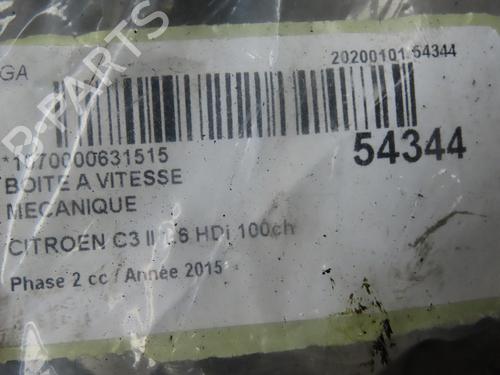 GA
20200101 54344
*1070000631515
54344
BOITE A VITESSE
MECANIQUE
CITROEN C3 II 1.6 HDi 100ch
Phase 2 cc / Année 2015
B-PARTS